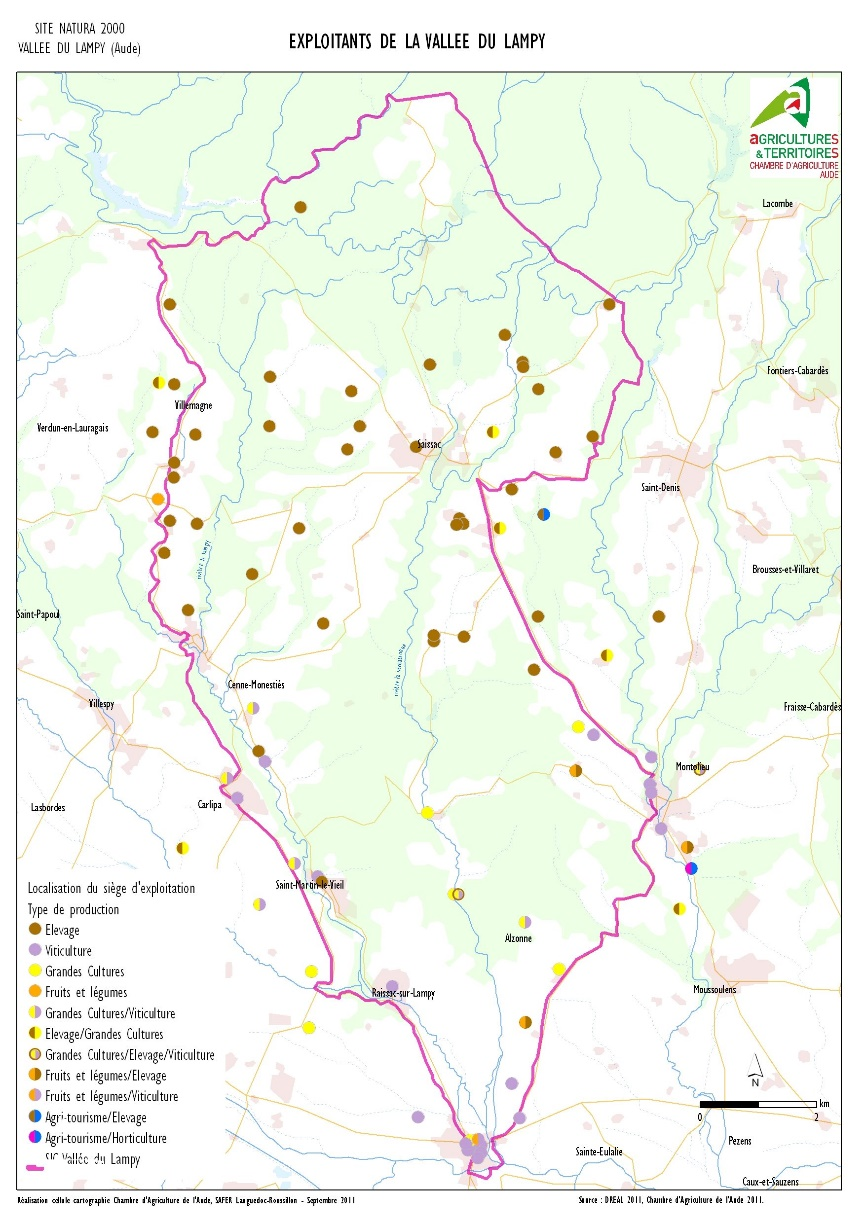 SITE NATURA 2000
VALLEE DU LAMPY (Aude)
EXPLOITANTS DE LA VALLEE DU LAMPY
aGRICULTURES
& TERRITOIRES
CHAMBRE D'AGRICULTURE
AUDE
Lacombe
Fontiers-Cabardès
Villemagne
Verdun-en-Lauragais
Saissac
Saint-Denis
Brousses-et-Villaret
Saint-Papoul
Cenne-Monestiès
Villespy
Fraisse-Cabardès
Montolieu
Lasbordes
Carlipa
Saint-Martin-le-Vieil
Alzonne
Raissac-sur-Lampy
Moussoulens
Localisation du siège d'exploitation
Type de production
Elevage
Viticulture
Grandes Cultures
Fruits et légumes
Grandes Cultures/Viticulture
Elevage/Grandes Cultures
Grandes Cultures/Elevage/Viticulture
Fruits et légumes/Elevage
Fruits et légumes/Viticulture
Agri-tourisme/Elevage
Agri-tourisme/Horticulture
SIC Vallée du Lampy
N
km
0 2
Sainte-Eulalie
Pezens
Caux-et-Sauzens
Réalisation cellule cartographie Chambre d'Agriculture de l'Aude, SAFER Languedoc-Roussillon - Septembre 2011
Source : DREAL 2011, Chambre d'Agriculture de l'Aude 2011.